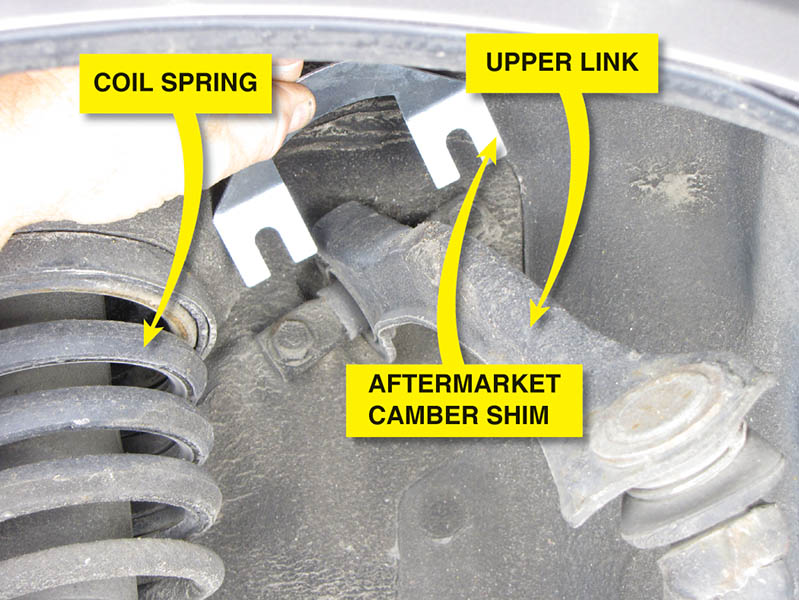 COIL SPRING
UPPER LINK
AFTERMARKET
CAMBER SHIM